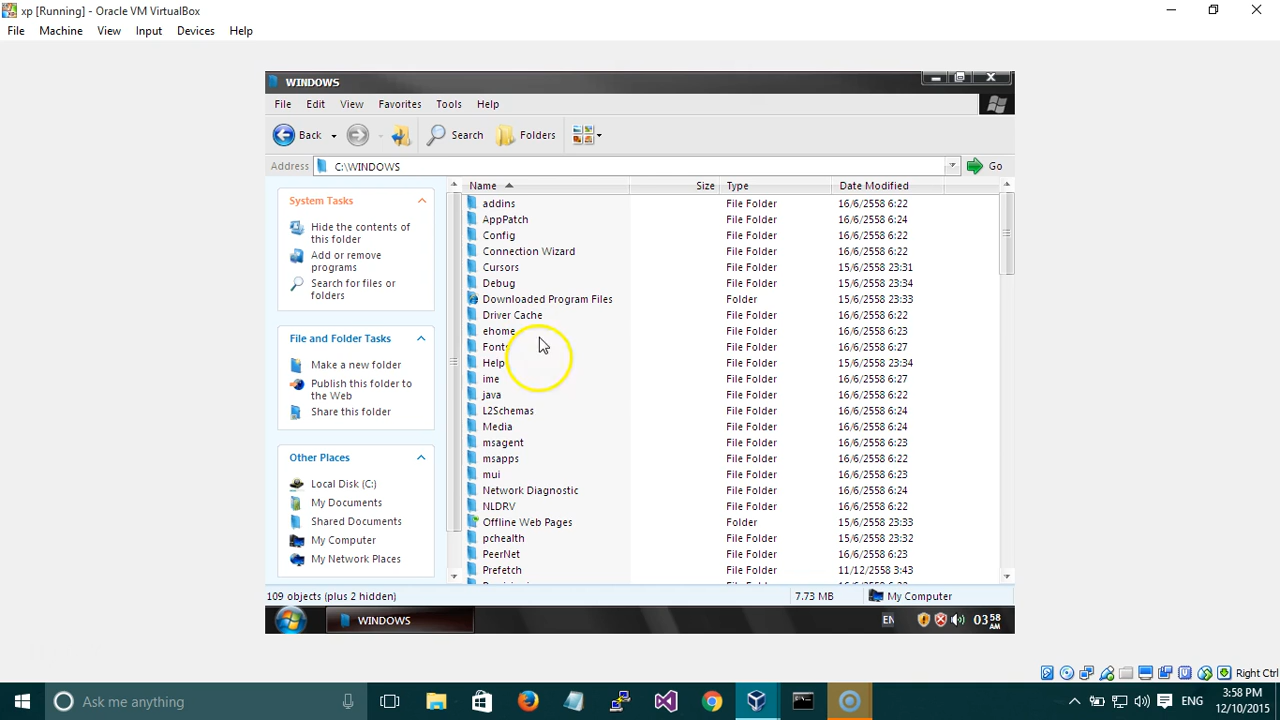 xp [Running] - Oracle VM VirtualBox
File Machine View Input Devices Help
WINDOWS
File Edit View Favorites Tools Help
Back Search Folders
Address C:\WINDOWS Go
System Tasks
Hide the contents of
this folder
Add or remove
programs
Search for files or
folders
File and Folder Tasks
Make a new folder
Publish this folder to
the Web
Share this folder
Other Places
Local Disk (C:)
My Documents
Shared Documents
My Computer
My Network Places
Name Size Type Date Modified
addins File Folder 16/6/2558 6:22
AppPatch File Folder 16/6/2558 6:24
Config File Folder 16/6/2558 6:22
Connection Wizard File Folder 16/6/2558 6:22
Cursors File Folder 15/6/2558 23:31
Debug File Folder 15/6/2558 23:34
Downloaded Program Files Folder 15/6/2558 23:33
Driver Cache File Folder 16/6/2558 6:22
ehome File Folder 16/6/2558 6:23
Fonts File Folder 16/6/2558 6:27
Help File Folder 15/6/2558 23:34
ime File Folder 16/6/2558 6:27
java File Folder 16/6/2558 6:22
L2Schemas File Folder 16/6/2558 6:24
Media File Folder 16/6/2558 6:22
msagent File Folder 16/6/2558 6:23
msapps File Folder 16/6/2558 6:22
mui File Folder 16/6/2558 6:23
Network Diagnostic File Folder 16/6/2558 6:24
NLDRV File Folder 16/6/2558 6:22
Offline Web Pages Folder 15/6/2558 23:33
pchealth File Folder 15/6/2558 23:32
PeerNet File Folder 16/6/2558 6:23
Prefetch File Folder 11/12/2558 3:43
109 objects (plus 2 hidden) 7.73 MB My Computer
WINDOWS EN 03:58
AM
Right Ctrl
Ask me anything ENG 3:58 PM
12/10/2015